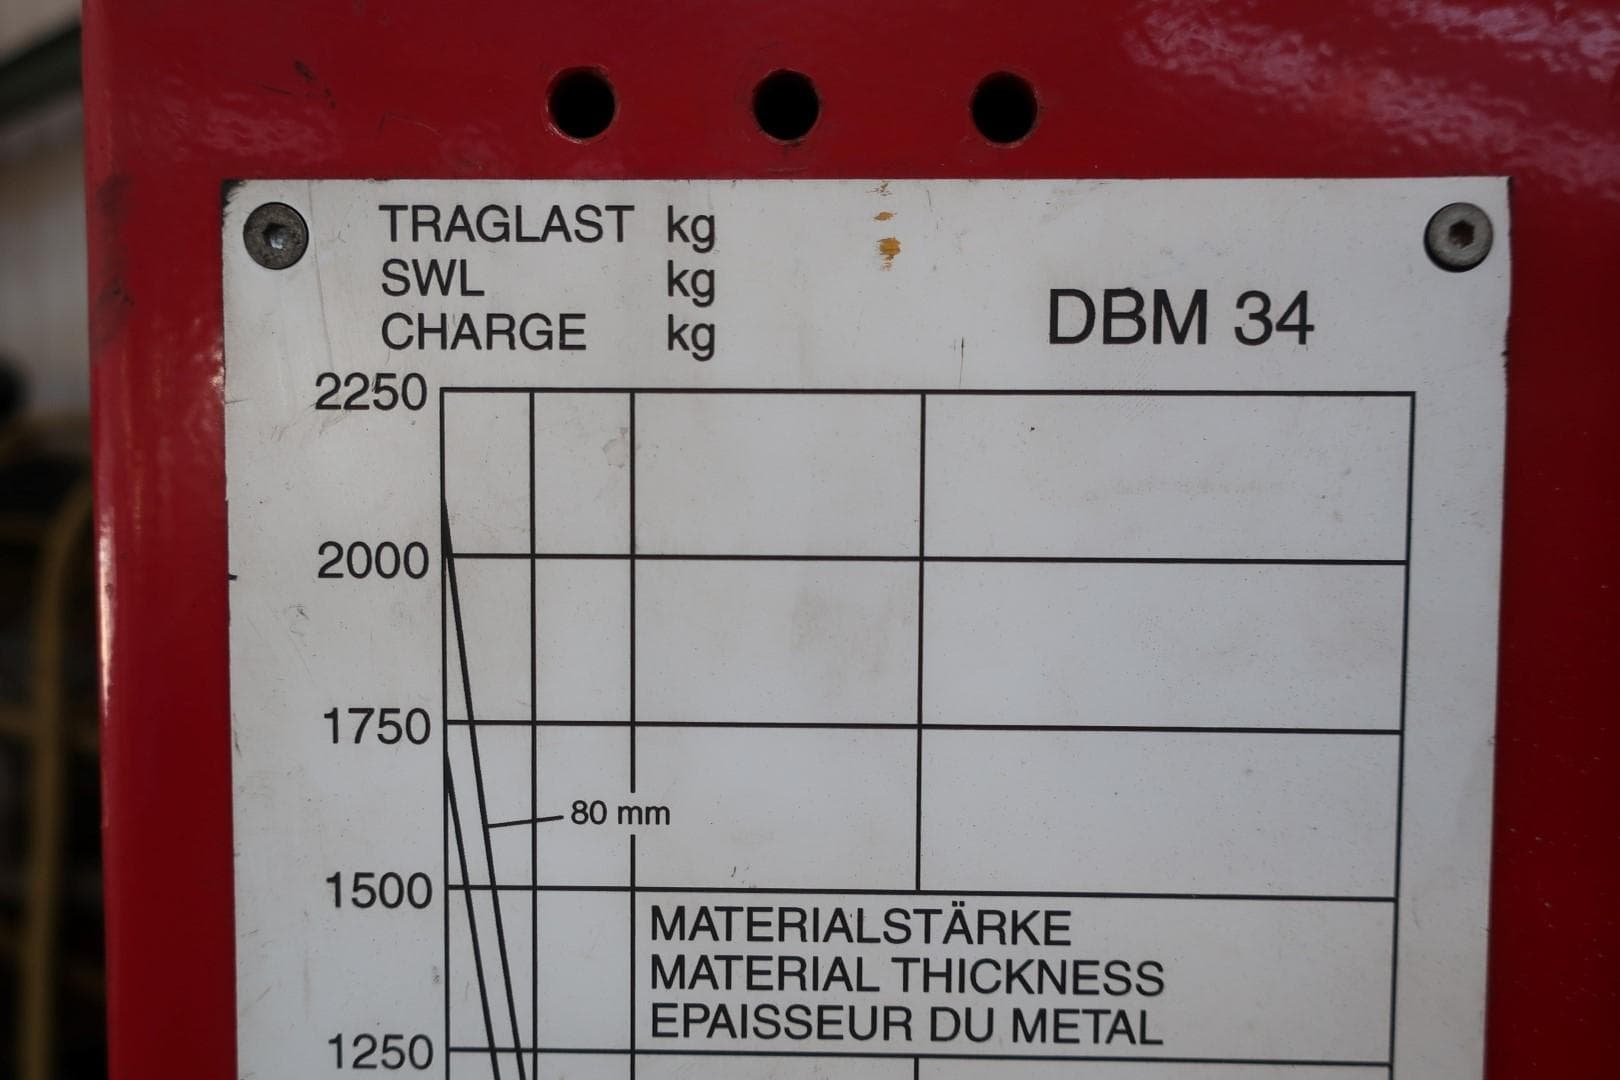 TRAGLAST kg
SWL kg
CHARGE kg
DBM 34
2250
2000
1750
80 mm
1500
MATERIALSTÄRKE
MATERIAL THICKNESS
EPAISSEUR DU METAL
1250